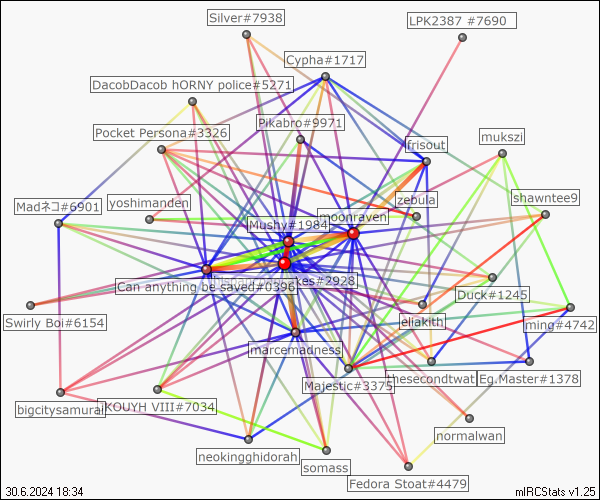 Silver#7938
LPK2387 #7690
Cypha#1717
DacobDacob hORNY police#5271
Pikabro#9971
Pocket Persona#3326
frisout
mukszi
yoshimanden
zebula
shawntee9
Madネコ#6901
Mushy#1984
moonraven
kes#2928
Can anything be saved#0396
Duck#1245
Swirly Boi#6154
eliakith
ming#4742
marcemadness
Majestic#3375
thesecondtwat
Eg.Master#1378
bigcitysamurai
KOUYH VIII#7034
normalwan
neokingghidorah
somass
Fedora Stoat#4479
30.6.2024 18:34
mIRCStats v1.25